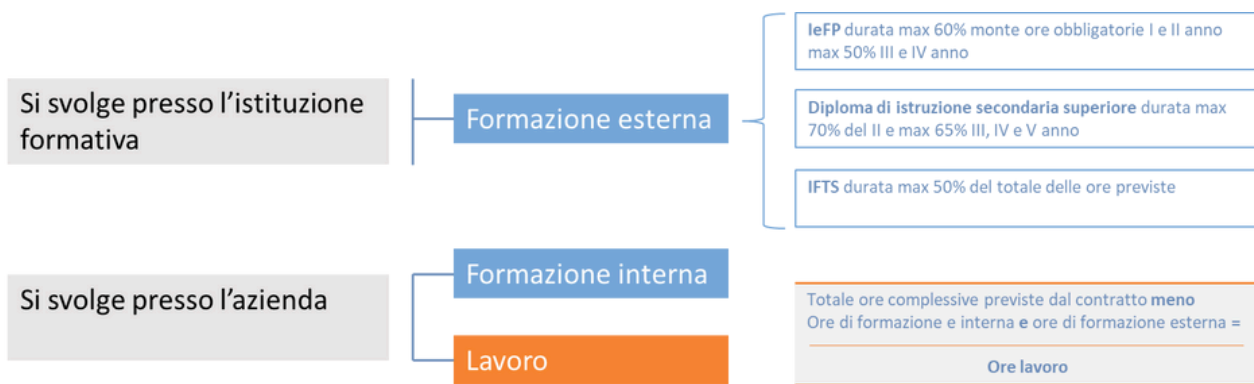 Si svolge presso l'istituzione
formativa
Formazione esterna
IeFP durata max 60% monte ore obbligatorie I e II anno
max 50% III e IV anno
Diploma di istruzione secondaria superiore durata max
70% del II e max 65% III, IV e V anno
IFTS durata max 50% del totale delle ore previste
Si svolge presso l'azienda
Formazione interna
Lavoro
Totale ore complessive previste dal contratto meno
Ore di formazione e interna e ore di formazione esterna =
Ore lavoro